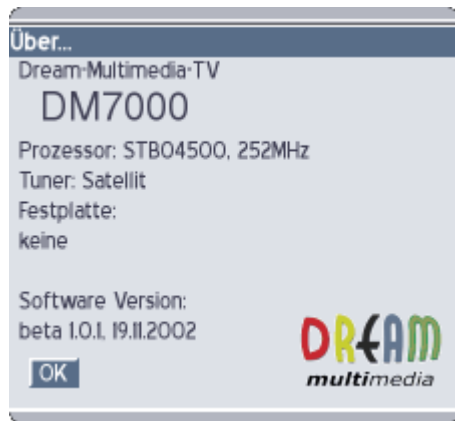 Über...
Dream-Multimedia-TV
DM7000
Prozessor: STB04500, 252MHz
Tuner: Satellit
Festplatte:
keine
Software Version:
beta 1.0.1, 19.11.2002
OK
DREAM
multimedia